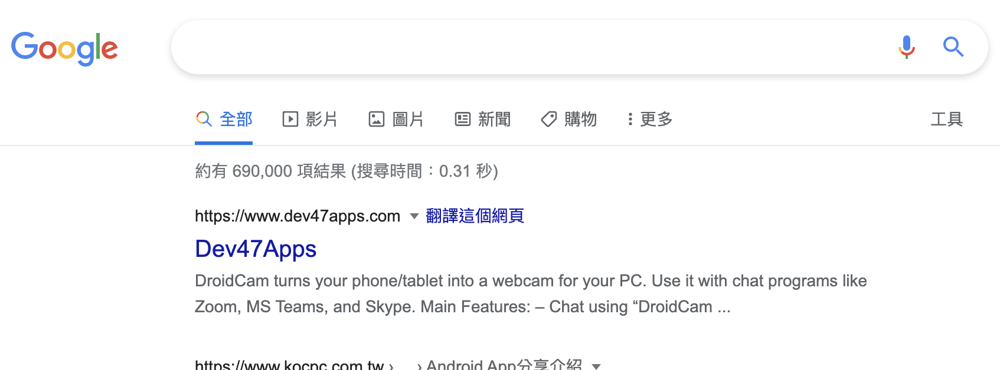 Google
全部 影片 圖片 新聞 購物 更多 工具
約有 690,000 項結果 (搜尋時間：0.31 秒)
https://www.dev47apps.com 翻譯這個網頁
Dev47Apps
DroidCam turns your phone/tablet into a webcam for your PC. Use it with chat programs like
Zoom, MS Teams, and Skype. Main Features: – Chat using “DroidCam ...
https://www.kocpc.com.tw › ... › Android App分享介紹